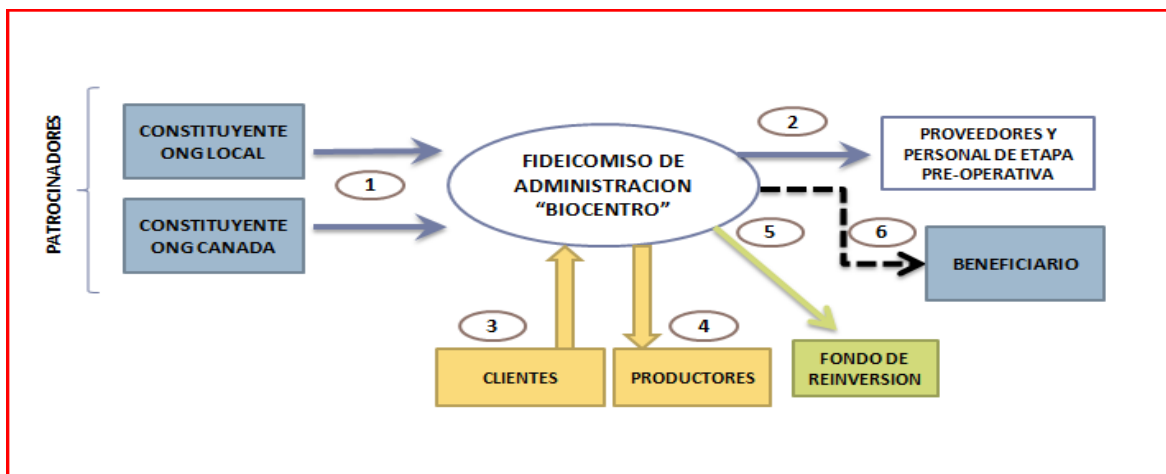 PATROCINADORES
CONSTITUYENTE
ONG LOCAL
CONSTITUYENTE
ONG CANADA
1
FIDEICOMISO DE
ADMINISTRACION
“BIOCENTRO”
2
PROVEEDORES Y
PERSONAL DE ETAPA
PRE-OPERATIVA
3
CLIENTES
4
PRODUCTORES
5
FONDO DE
REINVERSION
6
BENEFICIARIO